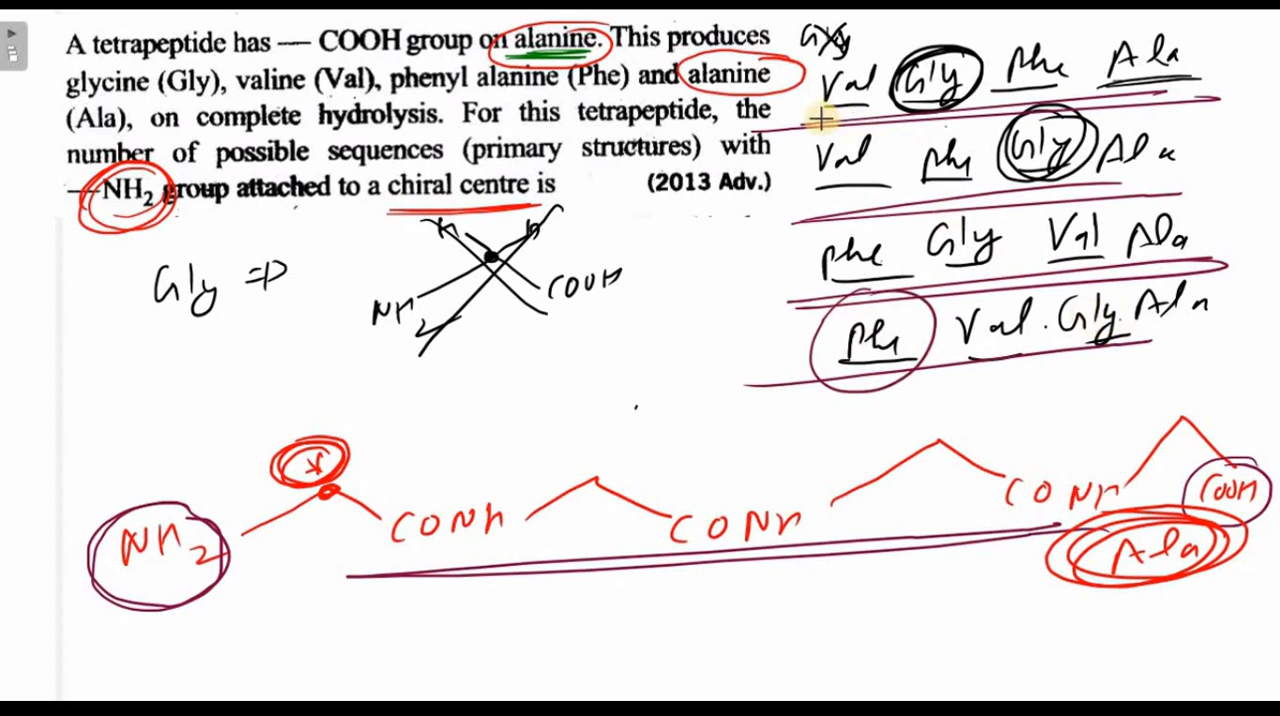 A tetrapeptide has — COOH group on alanine. This produces
glycine (Gly), valine (Val), phenyl alanine (Phe) and alanine
(Ala), on complete hydrolysis. For this tetrapeptide, the
number of possible sequences (primary structures) with
—NH2 group attached to a chiral centre is (2013 Adv.)
Val Gly Phe Ala
Val Phe Gly Ala
Phe Gly Val Ala
Phe Val. Gly. Ala
Gly ⇒
H H
NH2 COOH
*
NH2 CONH CONH CONH COOH
Ala